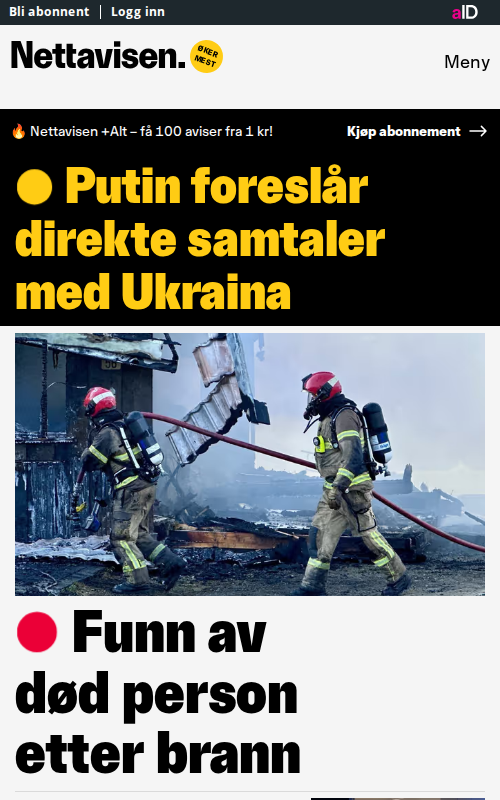 Bli abonnent | Logg inn
aID
Nettavisen.
ØKER
MEST
Meny
🔥 Nettavisen +Alt – få 100 aviser fra 1 kr!
Kjøp abonnement →
Putin foreslår
direkte samtaler
med Ukraina
Funn av
død person
etter brann